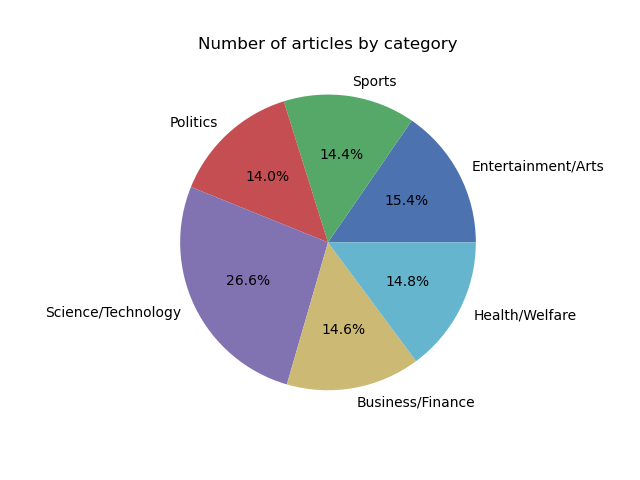 Number of articles by category
Sports
Politics
Entertainment/Arts
14.4%
14.0%
15.4%
26.6%
14.8%
Science/Technology
Health/Welfare
14.6%
Business/Finance